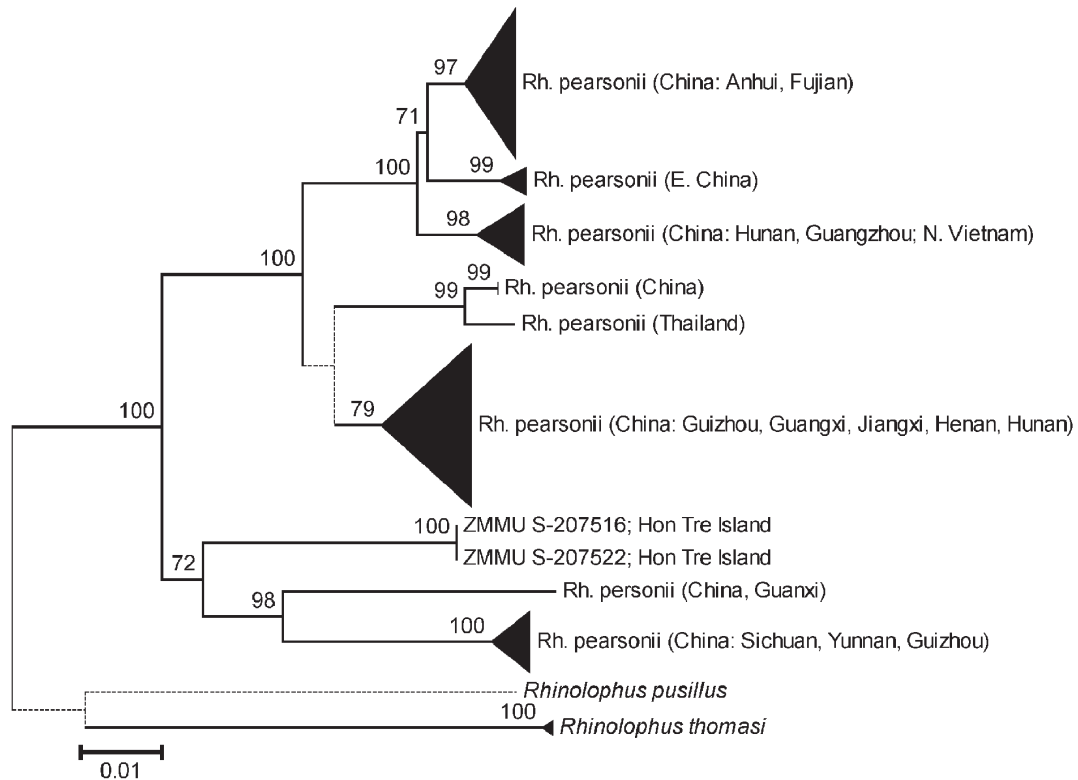 97
Rh. pearsonii (China: Anhui, Fujian)
71
100
99
Rh. pearsonii (E. China)
98
Rh. pearsonii (China: Hunan, Guangzhou; N. Vietnam)
100
99
Rh. pearsonii (China)
99
Rh. pearsonii (Thailand)
100
79
Rh. pearsonii (China: Guizhou, Guangxi, Jiangxi, Henan, Hunan)
100
ZMMU S-207516; Hon Tre Island
ZMMU S-207522; Hon Tre Island
72
98
Rh. personii (China, Guanxi)
100
Rh. pearsonii (China: Sichuan, Yunnan, Guizhou)
Rhinolophus pusillus
100
Rhinolophus thomasi
0.01